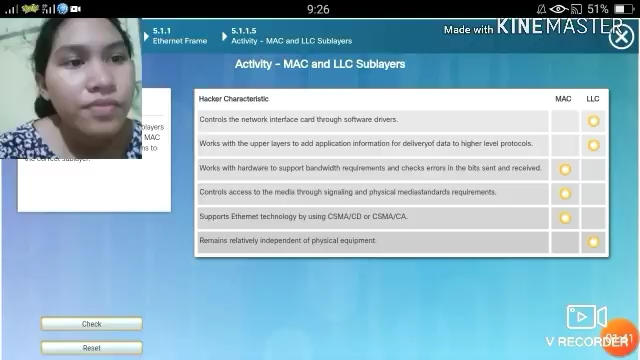 9:26
51%
5.1.1
Ethernet Frame
5.1.1.5
Activity – MAC and LLC Sublayers
Made with KINEMASTER
Activity – MAC and LLC Sublayers
Hacker Characteristic MAC LLC
Controls the network interface card through software drivers.
Works with the upper layers to add application information for deliveryof data to higher level protocols.
Works with hardware to support bandwidth requirements and checks errors in the bits sent and received.
Controls access to the media through signaling and physical mediastandards requirements.
Supports Ethernet technology by using CSMA/CD or CSMA/CA.
Remains relatively independent of physical equipment.
MAC
to
Check
Reset
01:41
V RECORDER